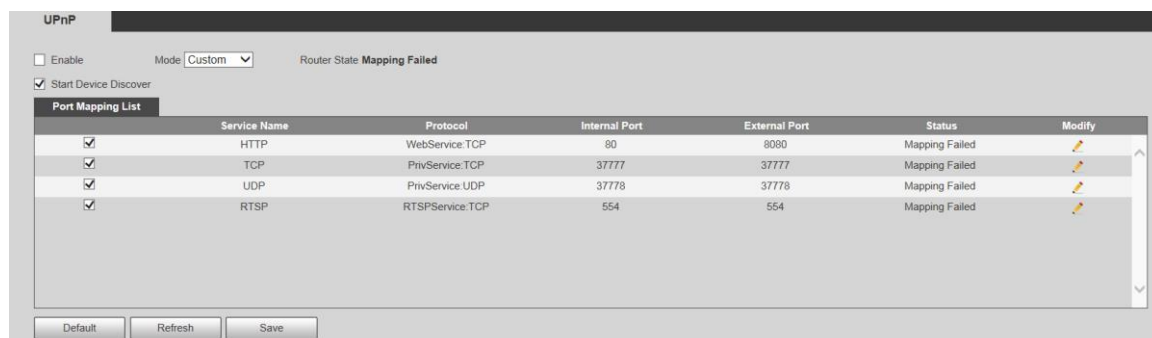 UPnP
Enable Mode Custom Router State Mapping Failed
Start Device Discover
Port Mapping List
Service Name Protocol Internal Port External Port Status Modify
HTTP WebService:TCP 80 8080 Mapping Failed
TCP PrivService:TCP 37777 37777 Mapping Failed
UDP PrivService:UDP 37778 37778 Mapping Failed
RTSP RTSPService:TCP 554 554 Mapping Failed
Default Refresh Save